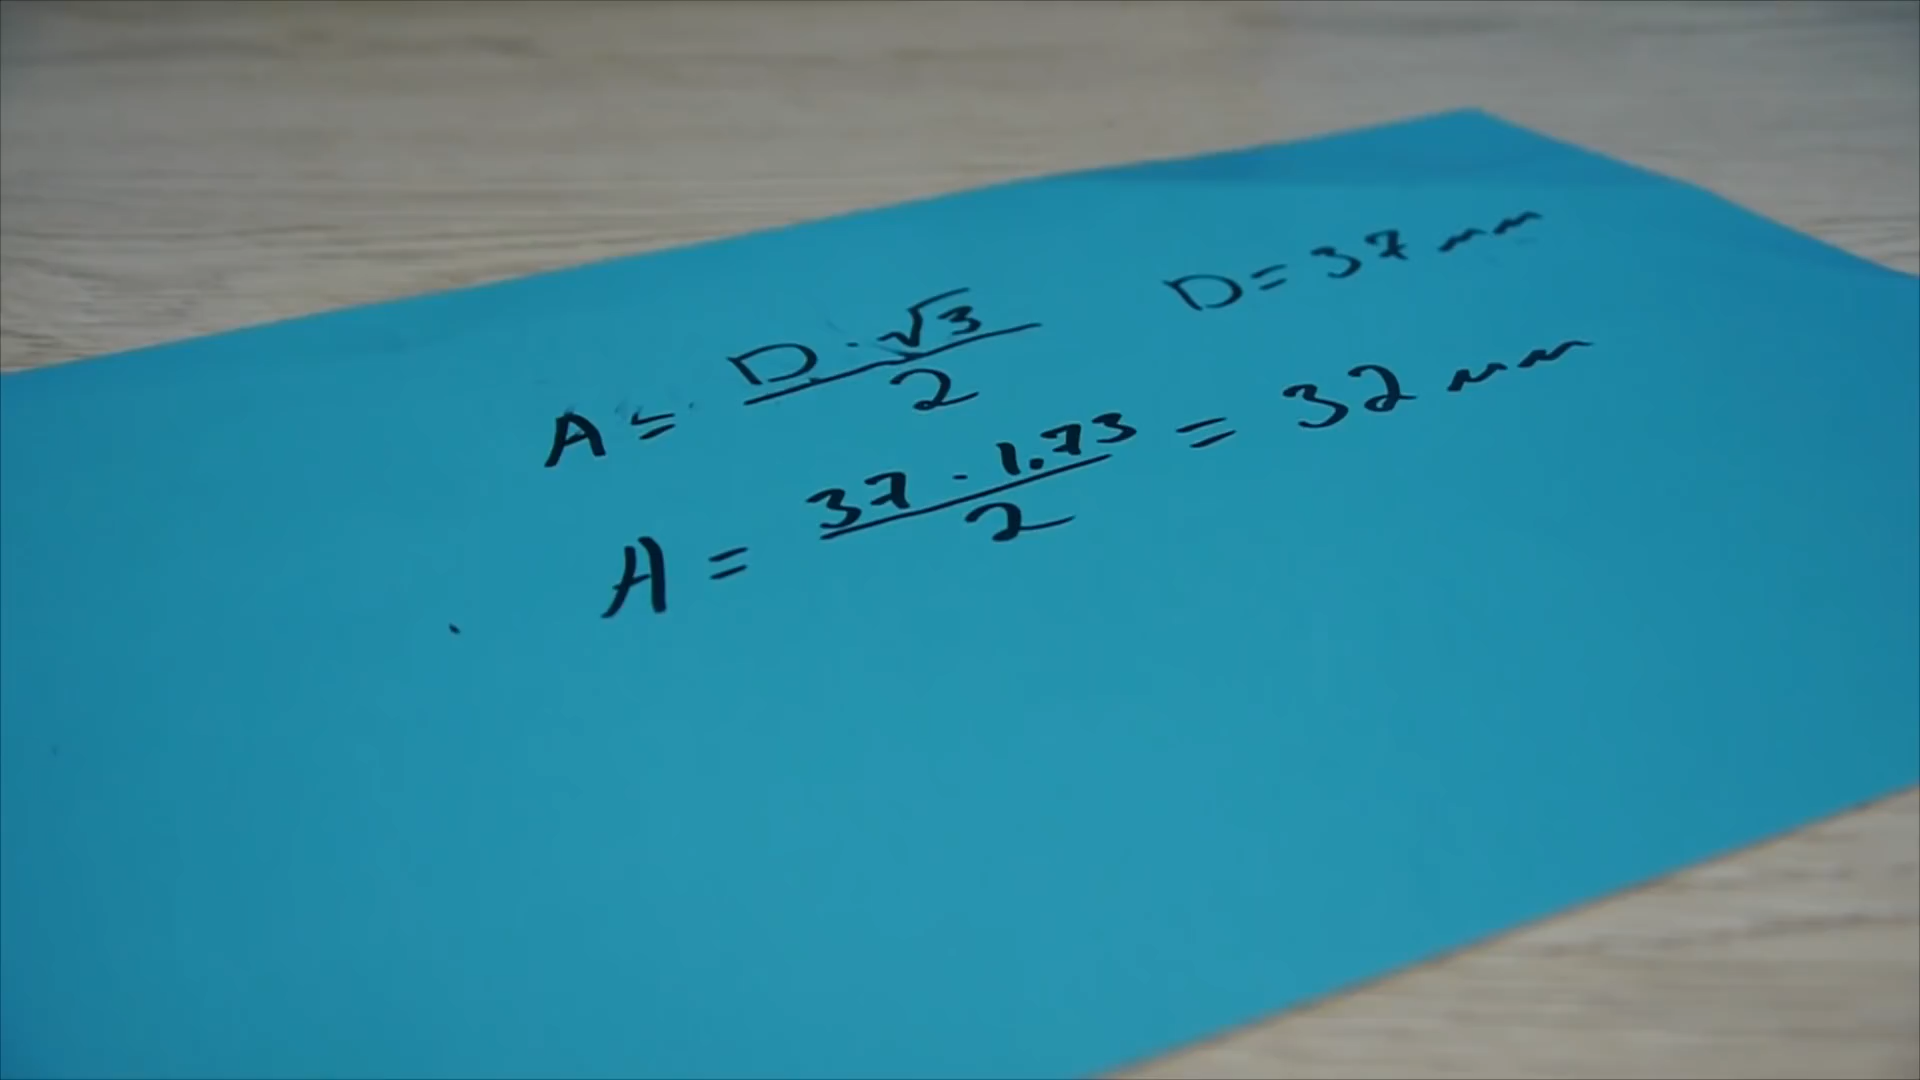 A = D · √3 / 2
D = 37 mm
A = 37 · 1.73 / 2 = 32 mm